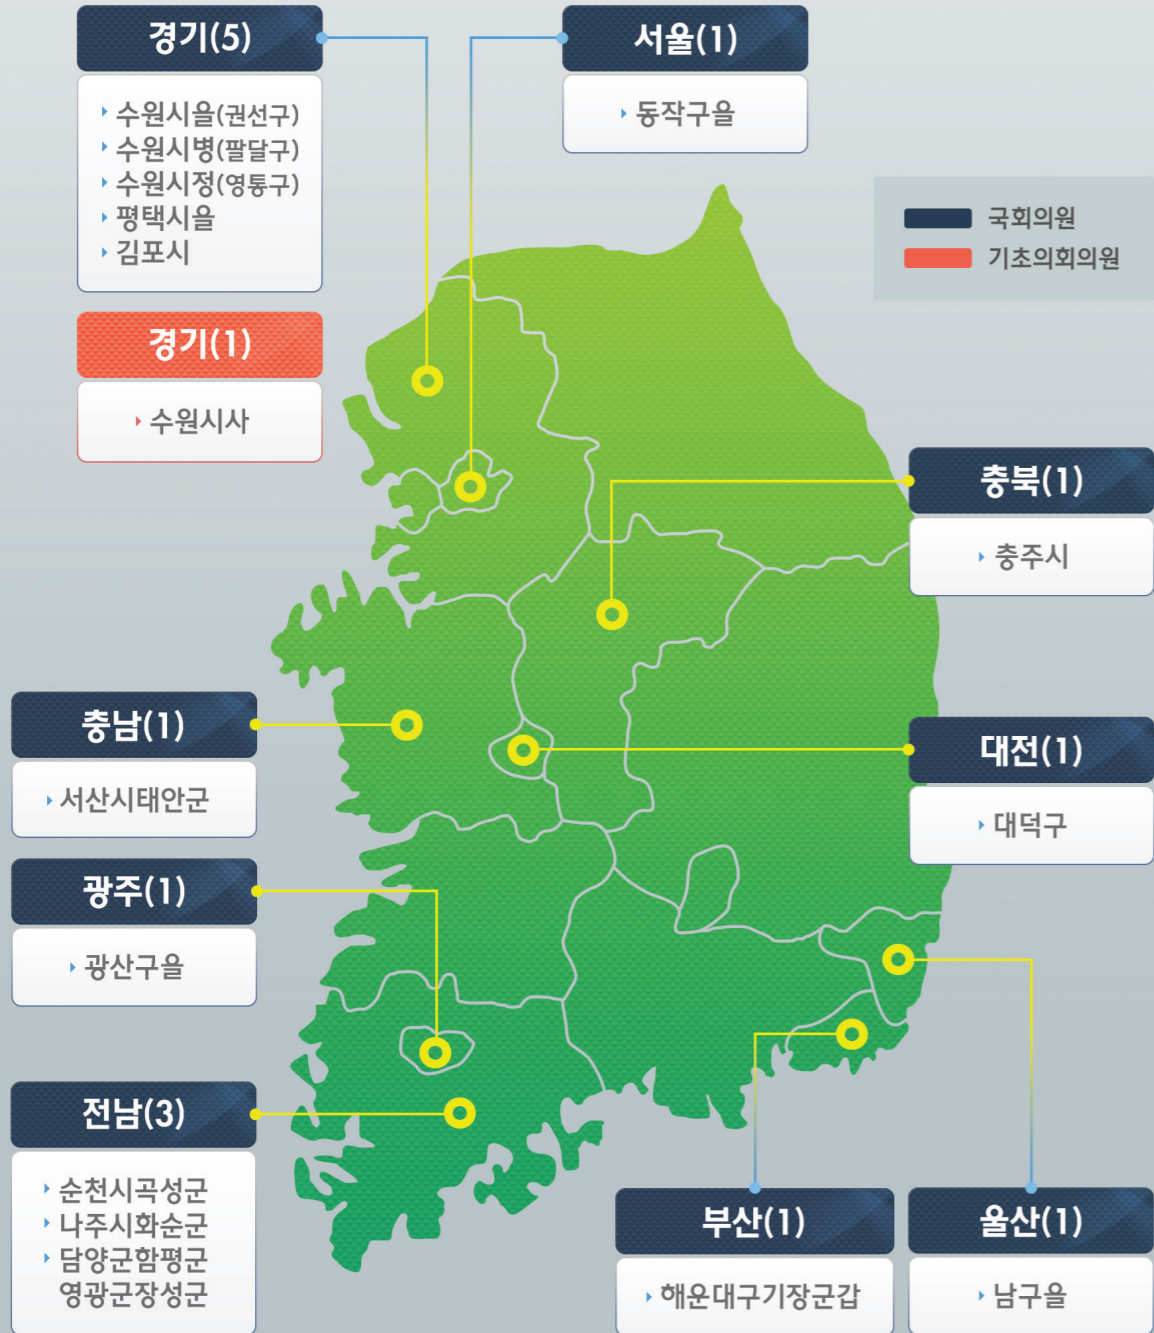 경기(5)
수원시을(권선구)
수원시병(팔달구)
수원시정(영통구)
평택시을
김포시
서울(1)
동작구을
국회의원
기초의회의원
경기(1)
수원시사
충북(1)
충주시
충남(1)
서산시태안군
대전(1)
대덕구
광주(1)
광산구을
전남(3)
순천시곡성군
나주시화순군
담양군함평군
영광군장성군
부산(1)
해운대구기장군갑
울산(1)
남구을